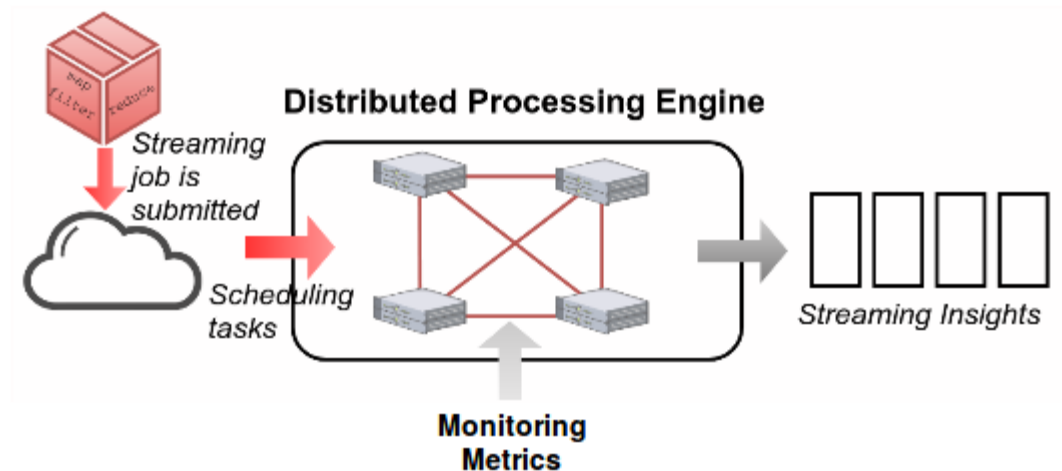 map
filter
reduce
Streaming
job is
submitted
Distributed Processing Engine
Scheduling
tasks
Streaming Insights
Monitoring
Metrics